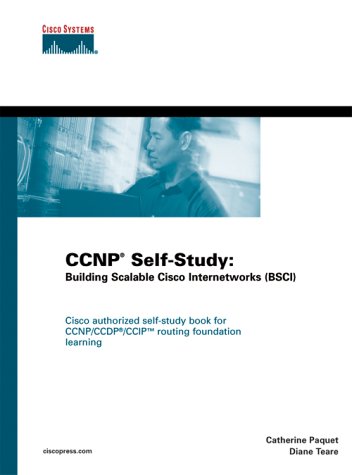 CISCO SYSTEMS
CCNP® Self-Study:
Building Scalable Cisco Internetworks (BSCI)
Cisco authorized self-study book for
CCNP/CCDP®/CCIP™ routing foundation
learning
Catherine Paquet
ciscopress.com
Diane Teare